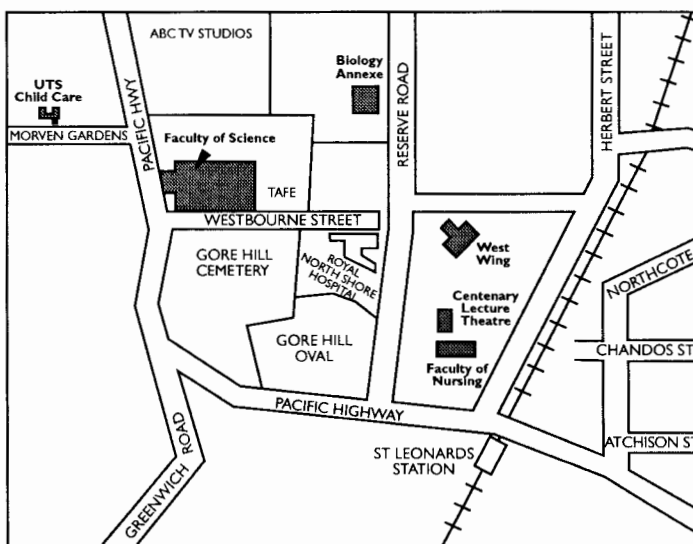 ABC TV STUDIOS
UTS
Child Care
MORVEN GARDENS
PACIFIC HWY
Biology
Annexe
RESERVE ROAD
HERBERT STREET
Faculty of Science
TAFE
WESTBOURNE STREET
GORE HILL
CEMETERY
ROYAL
NORTH SHORE
HOSPITAL
West
Wing
NORTHCOTE
Centenary
Lecture
Theatre
CHANDOS ST
GORE HILL
OVAL
Faculty of
Nursing
PACIFIC HIGHWAY
GREENWICH ROAD
ST LEONARDS
STATION
ATCHISON ST